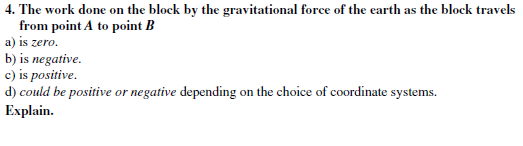 4. The work done on the block by the gravitational force of the earth as the block travels
from point A to point B
a) is zero.
b) is negative.
c) is positive.
d) could be positive or negative depending on the choice of coordinate systems.
Explain.